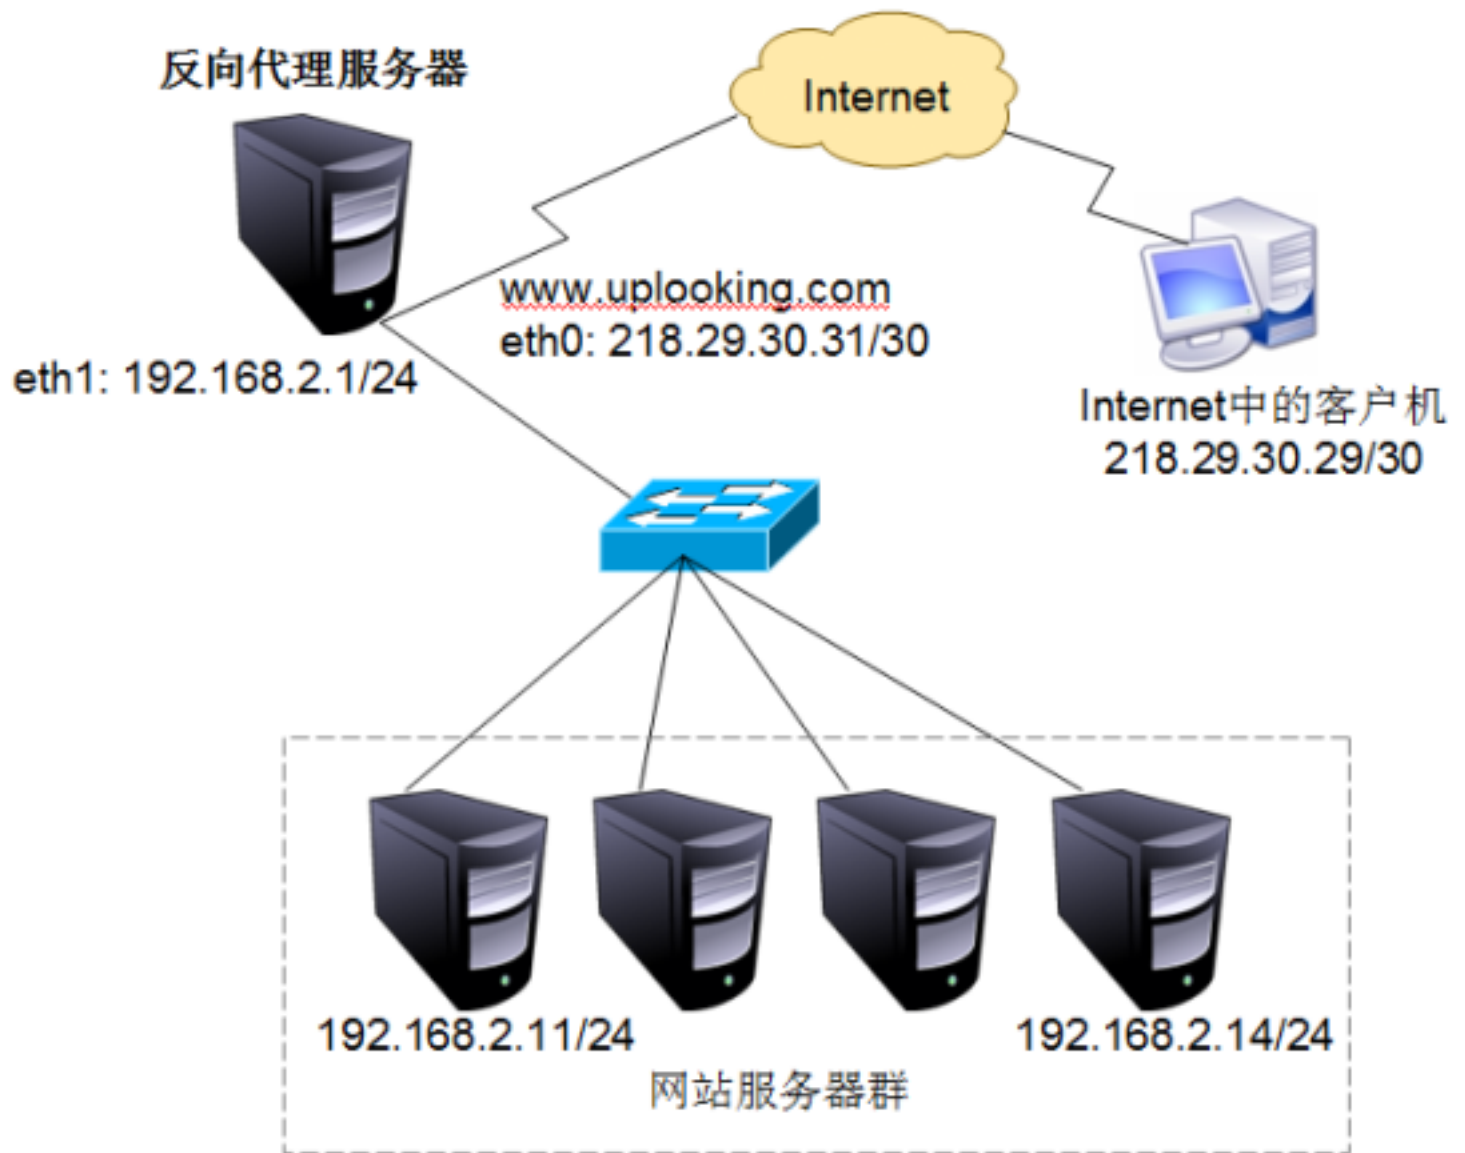 反向代理服务器
Internet
www.uplooking.com
eth0: 218.29.30.31/30
eth1: 192.168.2.1/24
Internet中的客户机
218.29.30.29/30
192.168.2.11/24
192.168.2.14/24
网站服务器群